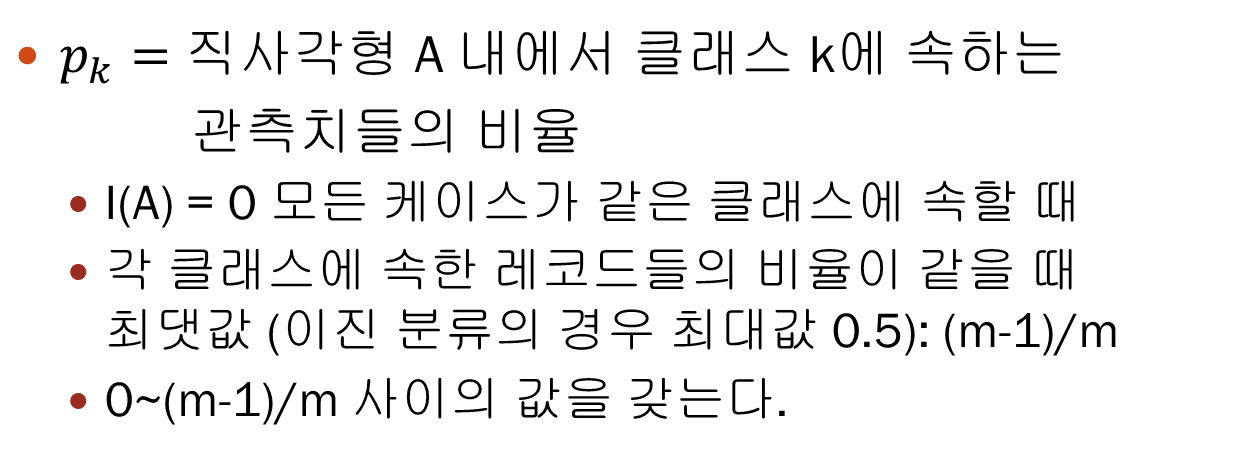 • pₖ = 직사각형 A 내에서 클래스 k에 속하는
관측치들의 비율
• I(A) = 0 모든 케이스가 같은 클래스에 속할 때
• 각 클래스에 속한 레코드들의 비율이 같을 때
최댓값 (이진 분류의 경우 최대값 0.5): (m-1)/m
• 0~(m-1)/m 사이의 값을 갖는다.